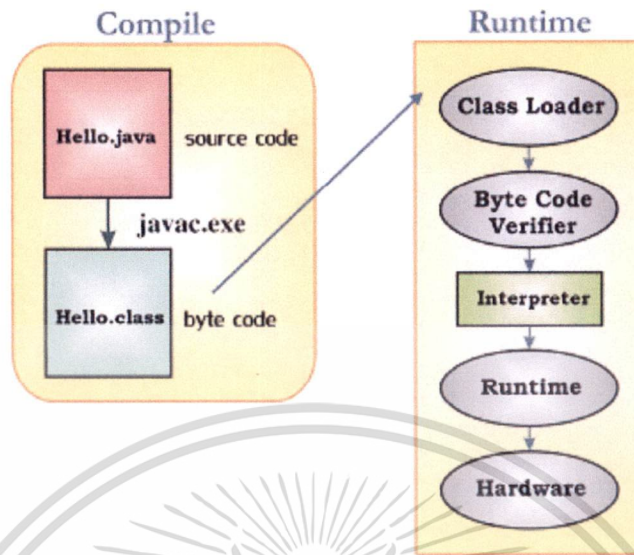 Compile
Hello.java
source code
javac.exe
Hello.class
byte code
Runtime
Class Loader
Byte Code
Verifier
Interpreter
Runtime
Hardware